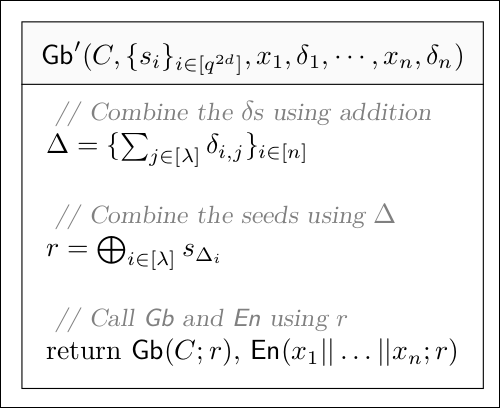 Gb′(C, {s_i}_{i∈[q^{2d}]}, x_1, δ_1, ⋯, x_n, δ_n)
// Combine the δs using addition
Δ = {∑_{j∈[λ]} δ_{i,j}}_{i∈[n]}
// Combine the seeds using Δ
r = ⨁_{i∈[λ]} s_{Δ_i}
// Call Gb and En using r
return Gb(C; r), En(x_1|| … ||x_n; r)